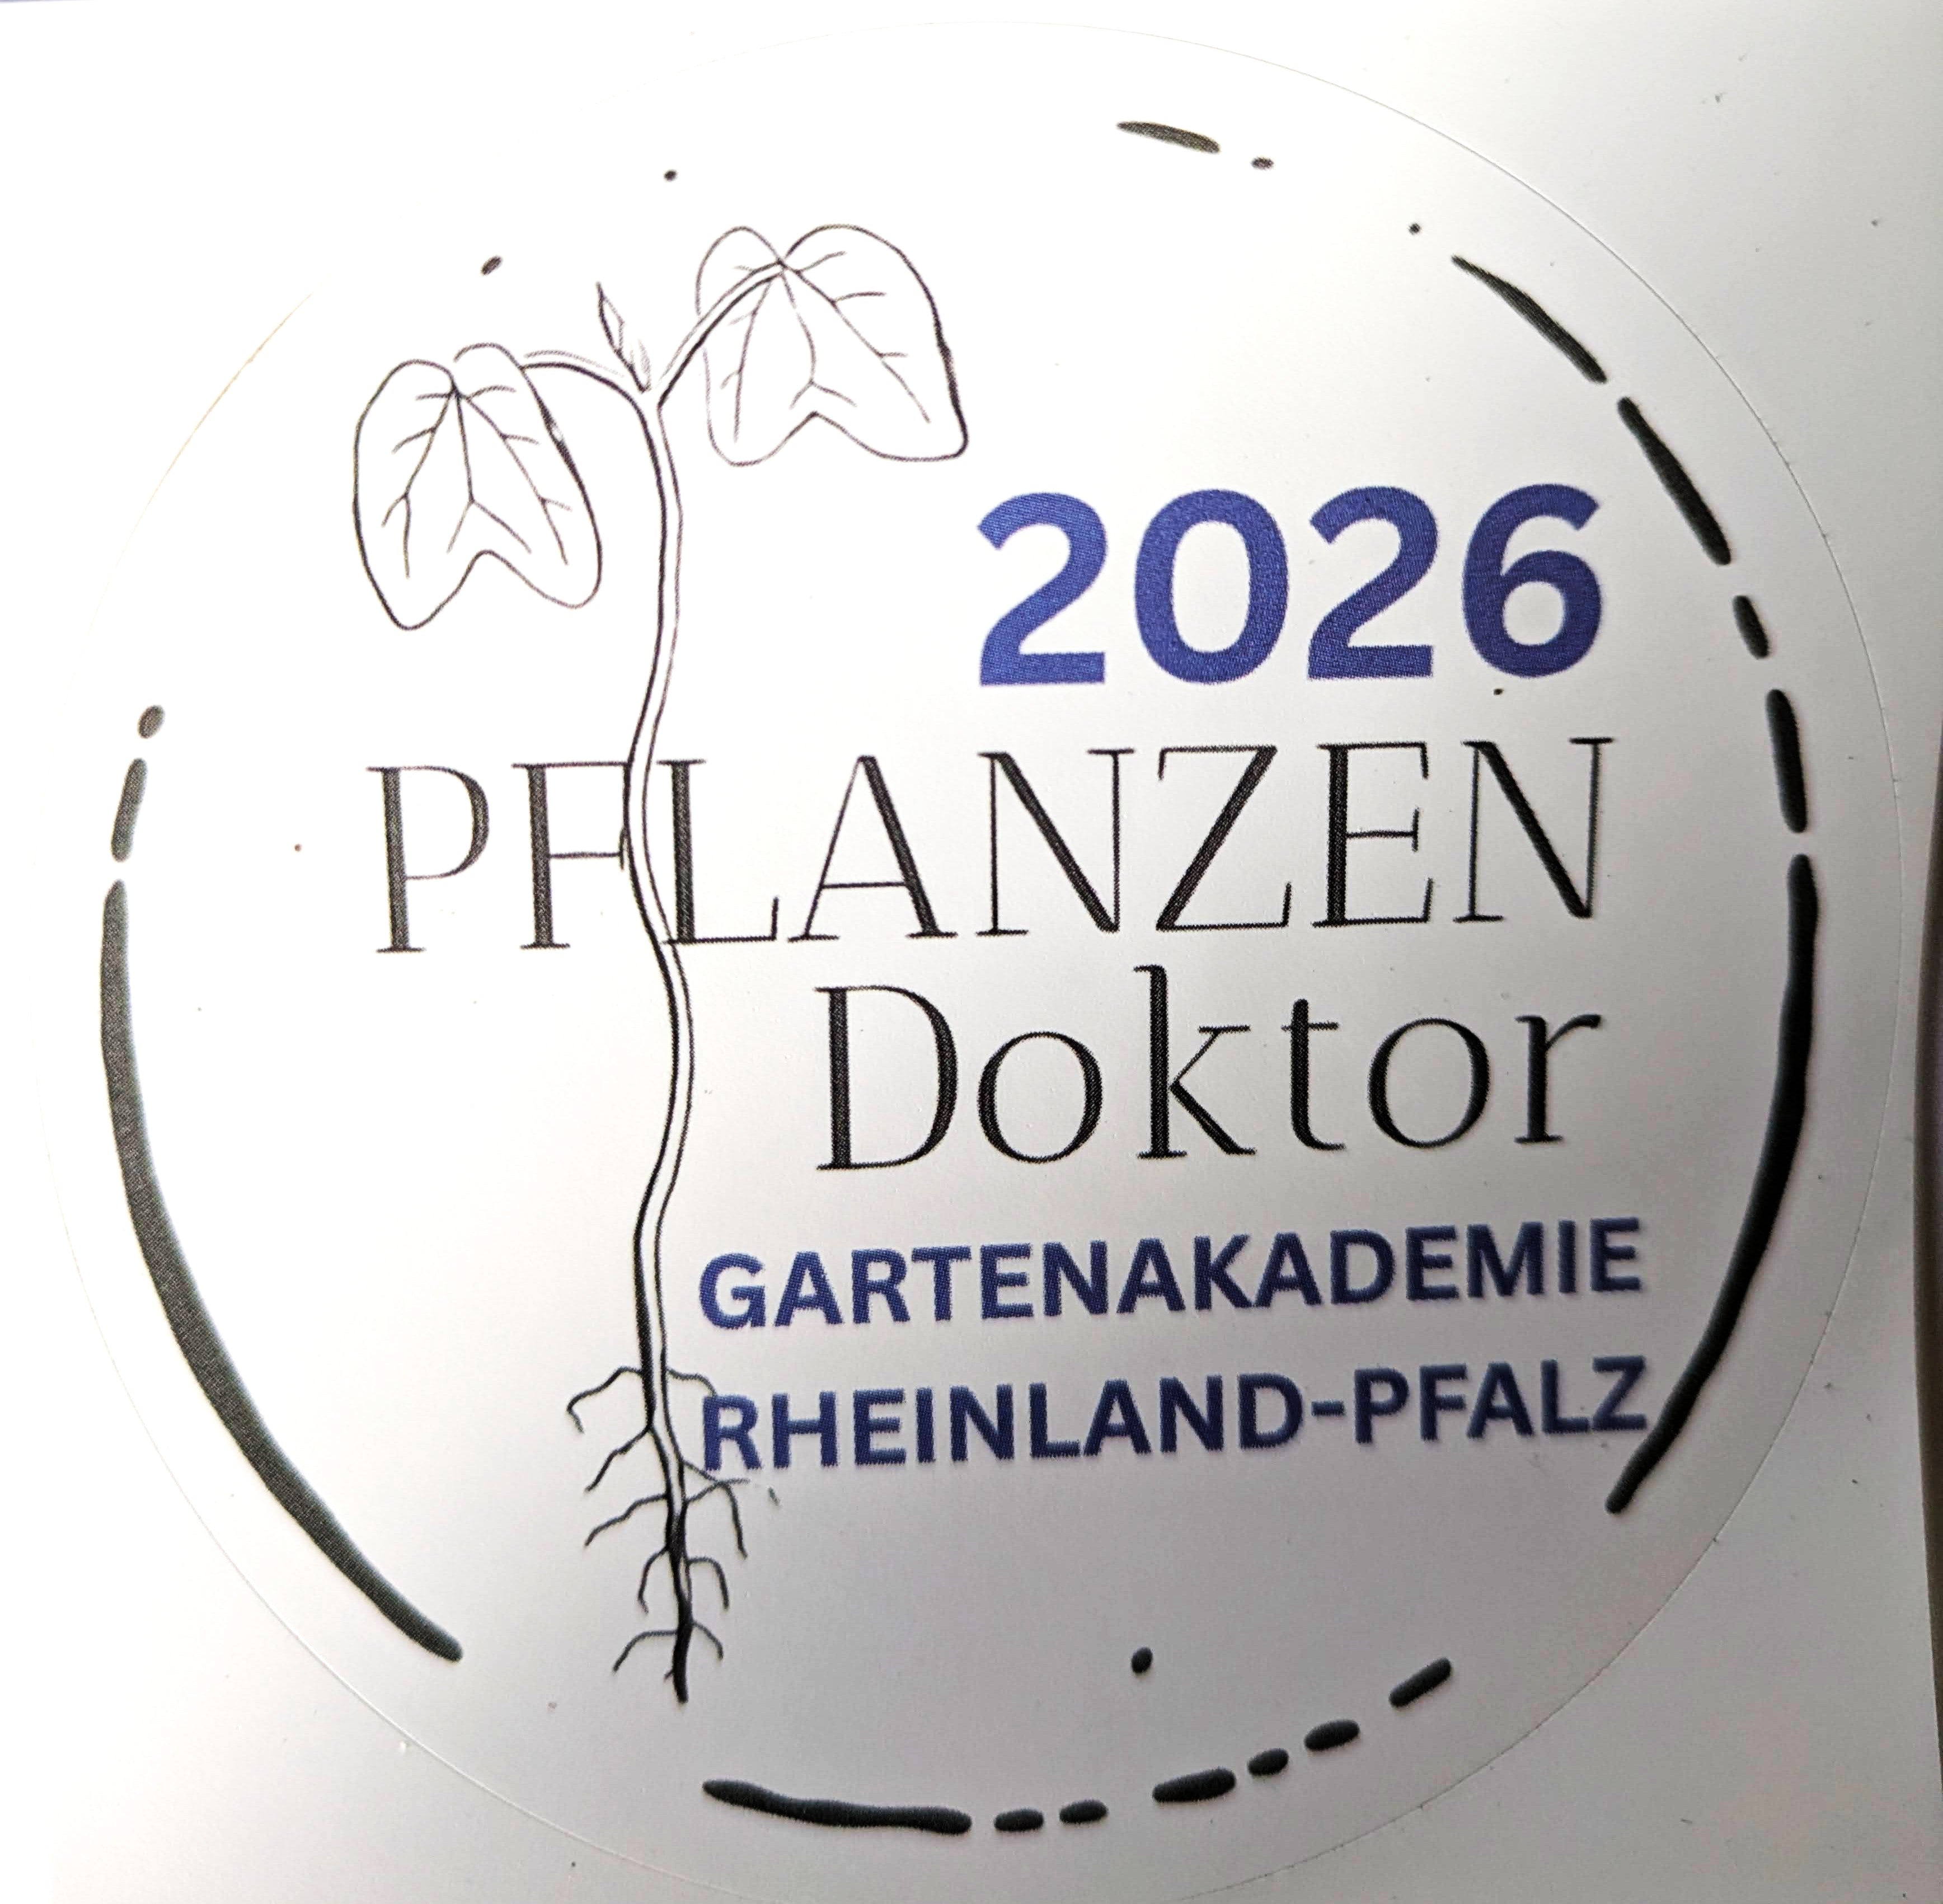 2026
PFLANZEN
Doktor
GARTENAKADEMIE
RHEINLAND-PFALZ